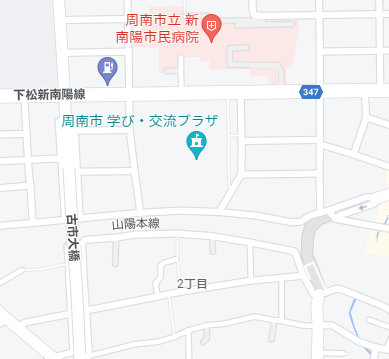 周南市立 新
南陽市民病院
下松新南陽線
347
周南市 学び・交流プラザ
古市大橋
山陽本線
2丁目